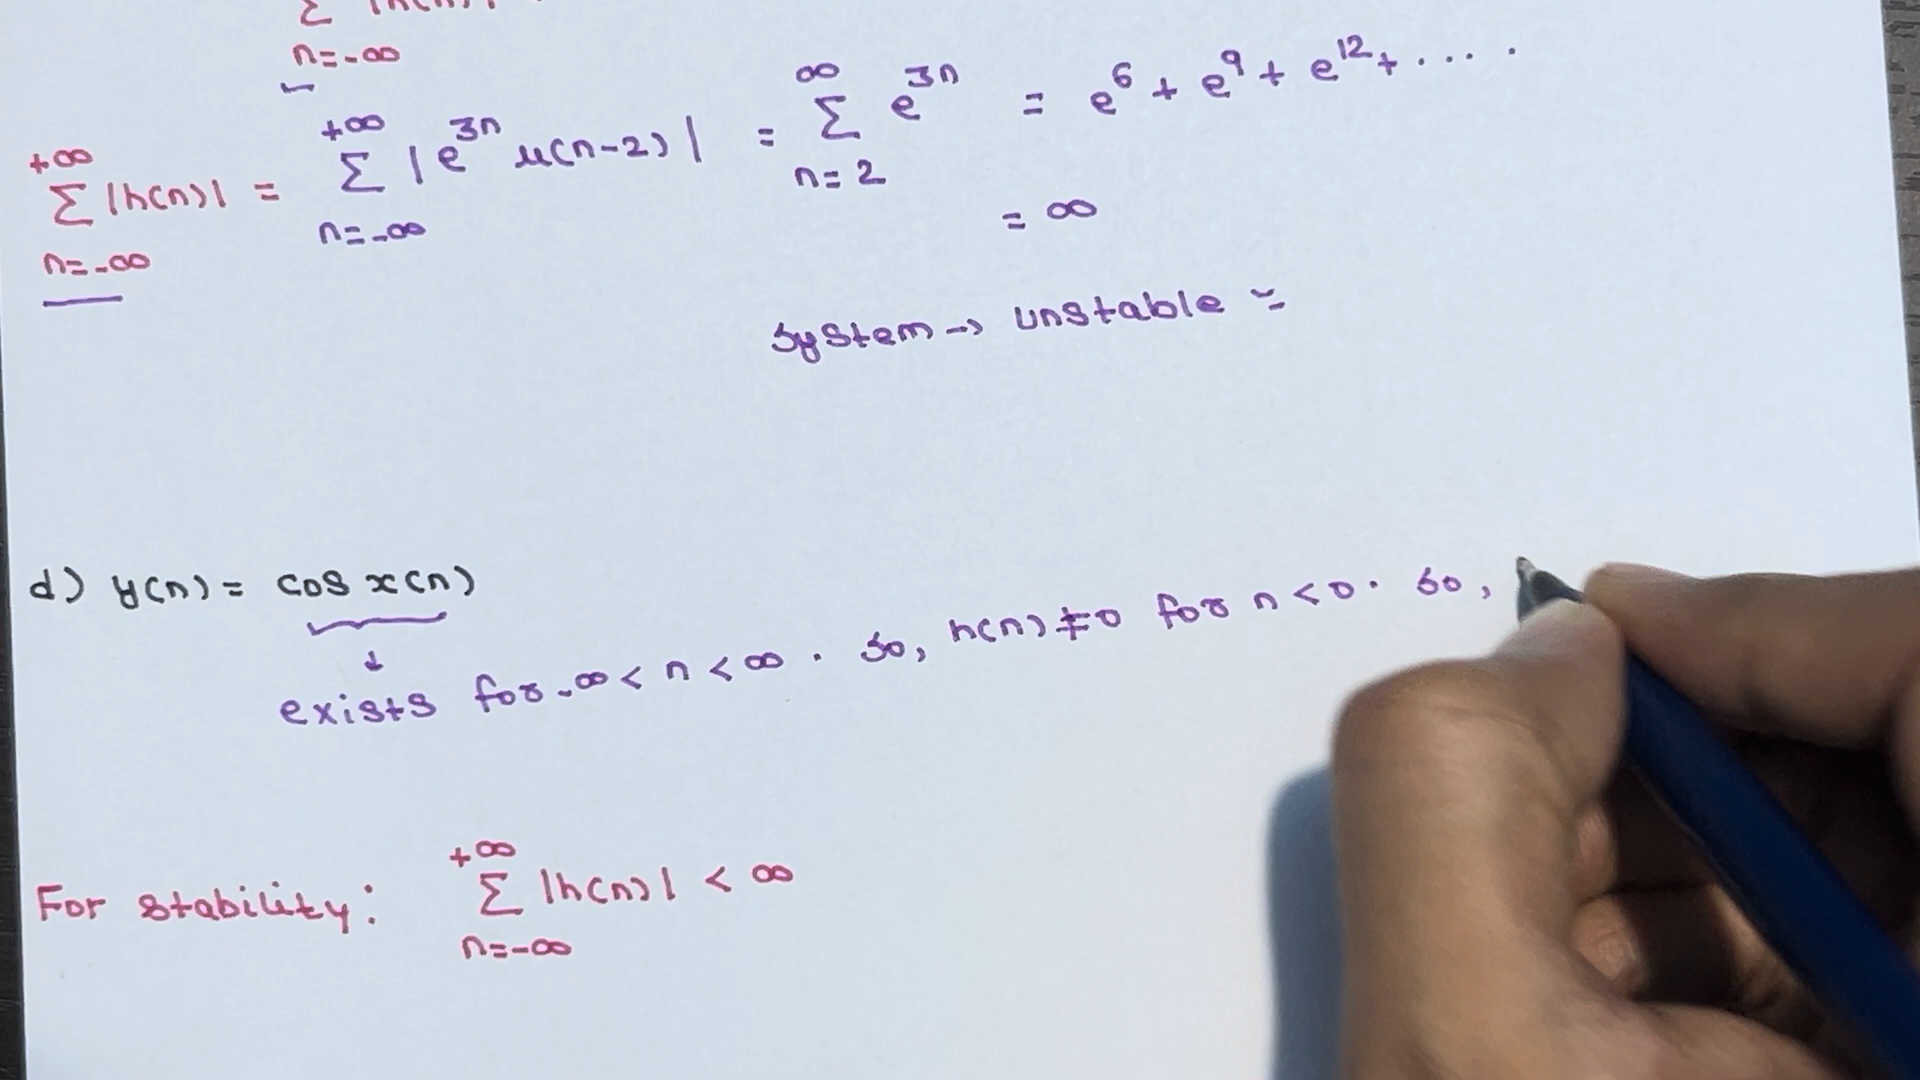 Σ |h(n)|
n=-∞
+∞ Σ n=-∞ |h(n)| = +∞ Σ n=-∞ |e^3n u(n-2)| = ∞ Σ n=2 e^3n = e^6 + e^9 + e^12 + .... .
= ∞
System → unstable
d) y(n) = cos x(n)
↓
exists for -∞ < n < ∞ . So, h(n) ≠ 0 for n < 0 . So,
For stability: +∞ Σ n=-∞ |h(n)| < ∞